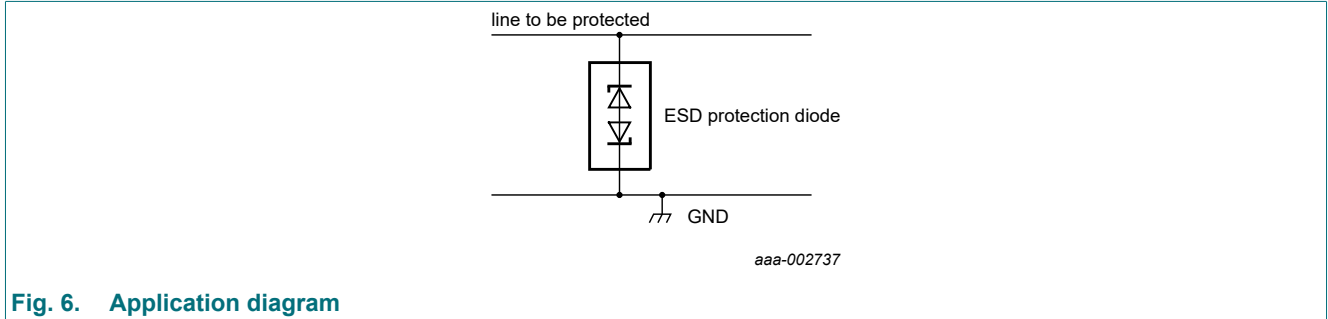 line to be protected
ESD protection diode
GND
aaa-002737
Fig. 6. Application diagram